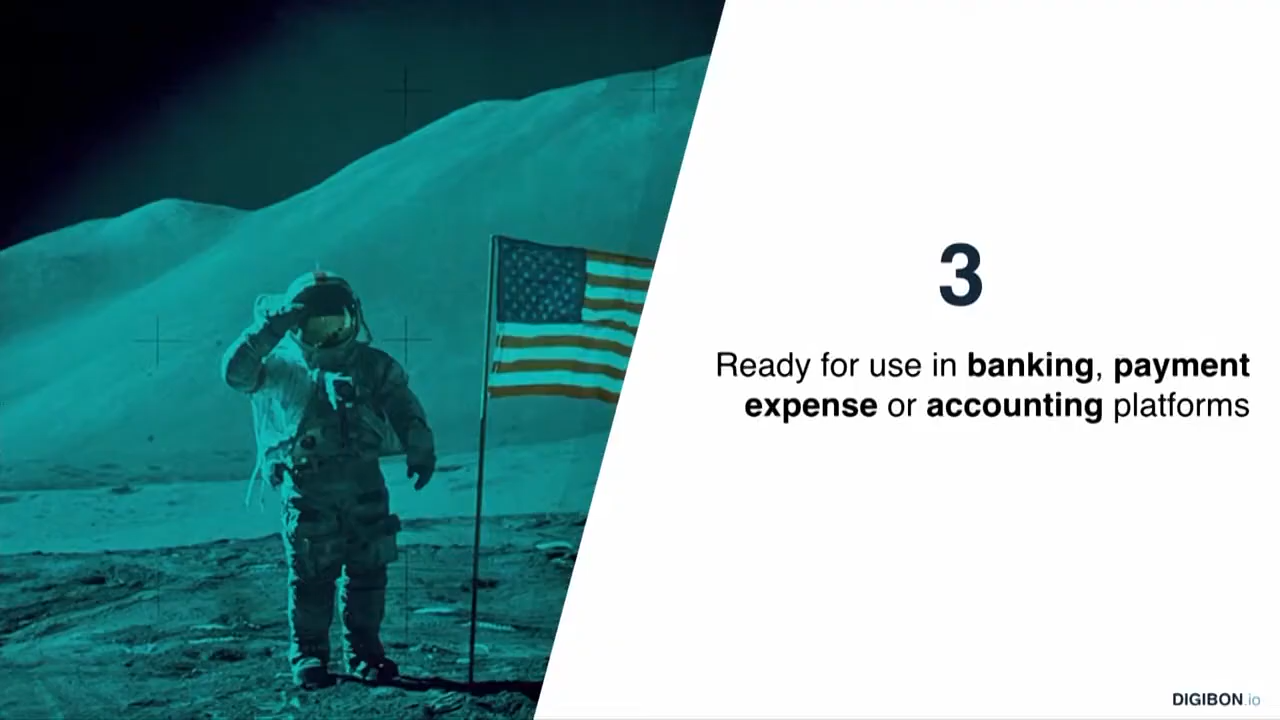 3
Ready for use in banking, payment
expense or accounting platforms
DIGIBON.io